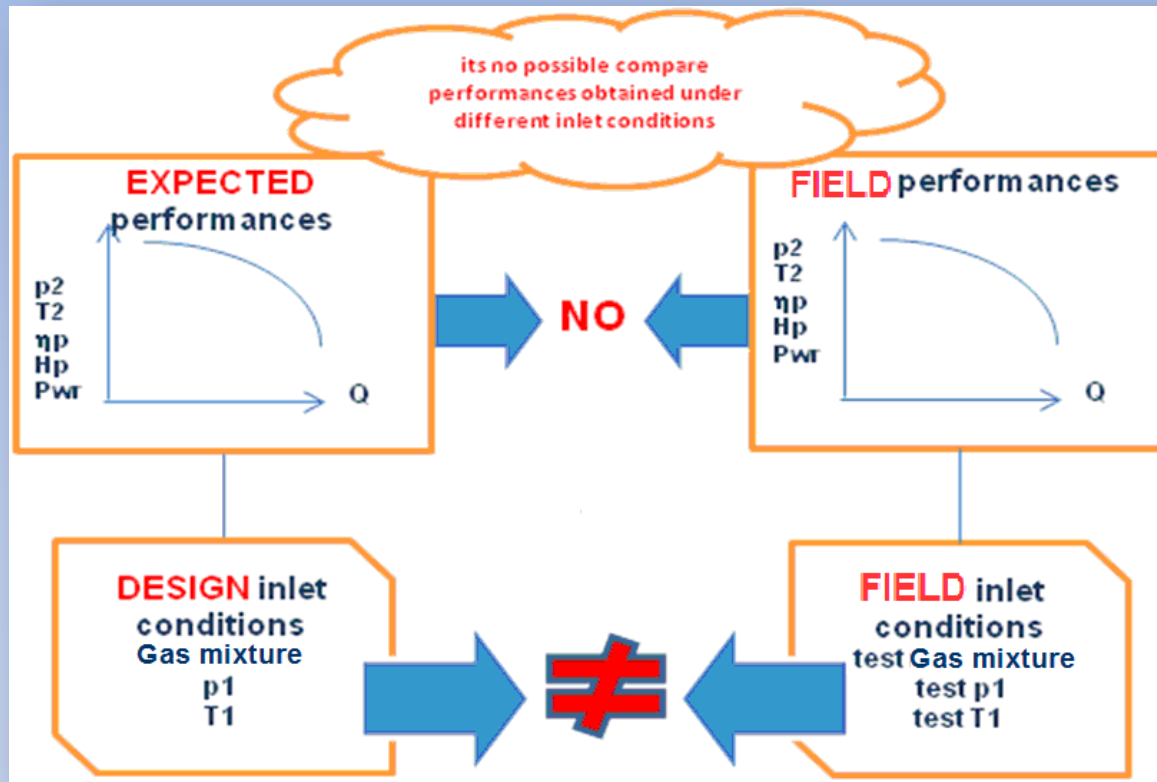 its no possible compare
performances obtained under
different inlet conditions
EXPECTED
performances
p2
T2
ηp
Hp
Pwr
Q
NO
FIELD performances
p2
T2
ηp
Hp
Pwr
Q
DESIGN inlet
conditions
Gas mixture
p1
T1
≠
FIELD inlet
conditions
test Gas mixture
test p1
test T1